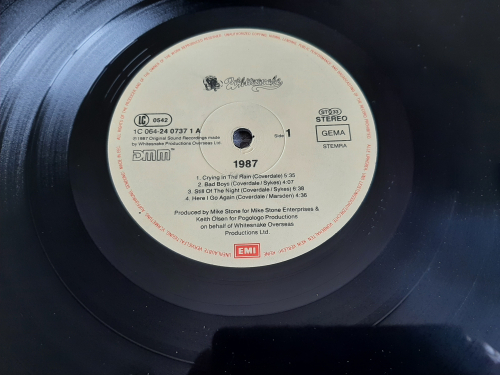 Whitesnake
LC 0542
1C 064-24 0737 1 A
℗ 1987 Original Sound Recordings made
by Whitesnake Productions Overseas Ltd
DMM
Side 1
ST 33
STEREO
GEMA
STEMRA
1987
1. Crying In The Rain (Coverdale) 5:35
2. Bad Boys (Coverdale/Sykes) 4:07
3. Still Of The Night (Coverdale/Sykes) 6:38
4. Here I Go Again (Coverdale/Marsden) 4:36
Produced by Mike Stone for Mike Stone Enterprises &
Keith Olsen for Pogologo Productions
on behalf of Whitesnake Overseas
Productions Ltd.
EMI